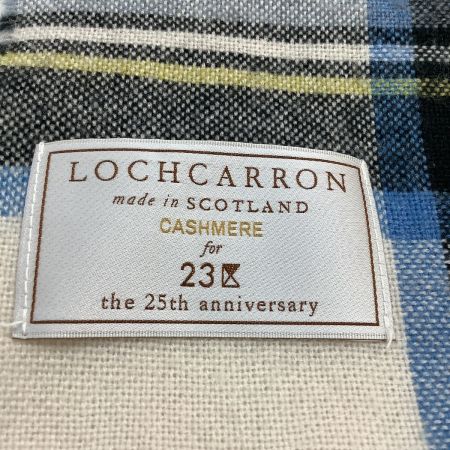 LOCHCARRON
made in SCOTLAND
CASHMERE
for
23区
the 25th anniversary